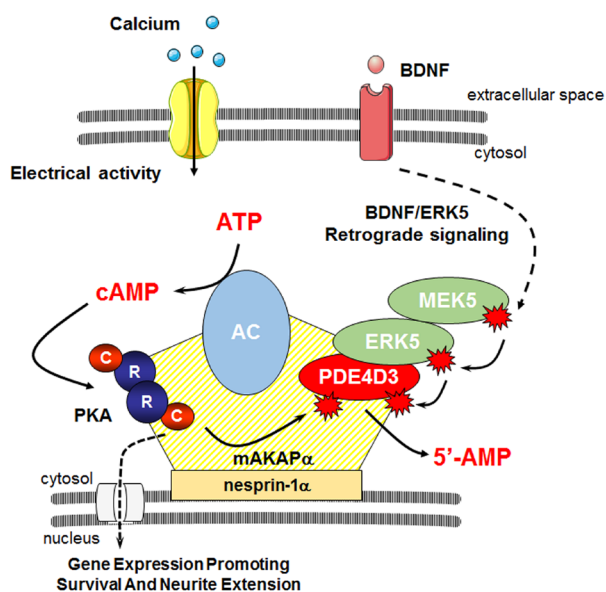 Calcium
BDNF
extracellular space
cytosol
Electrical activity
BDNF/ERK5
Retrograde signaling
ATP
cAMP
MEK5
AC
ERK5
C
R
PDE4D3
R
PKA
C
mAKAPα
5’-AMP
cytosol
nesprin-1α
nucleus
Gene Expression Promoting
Survival And Neurite Extension